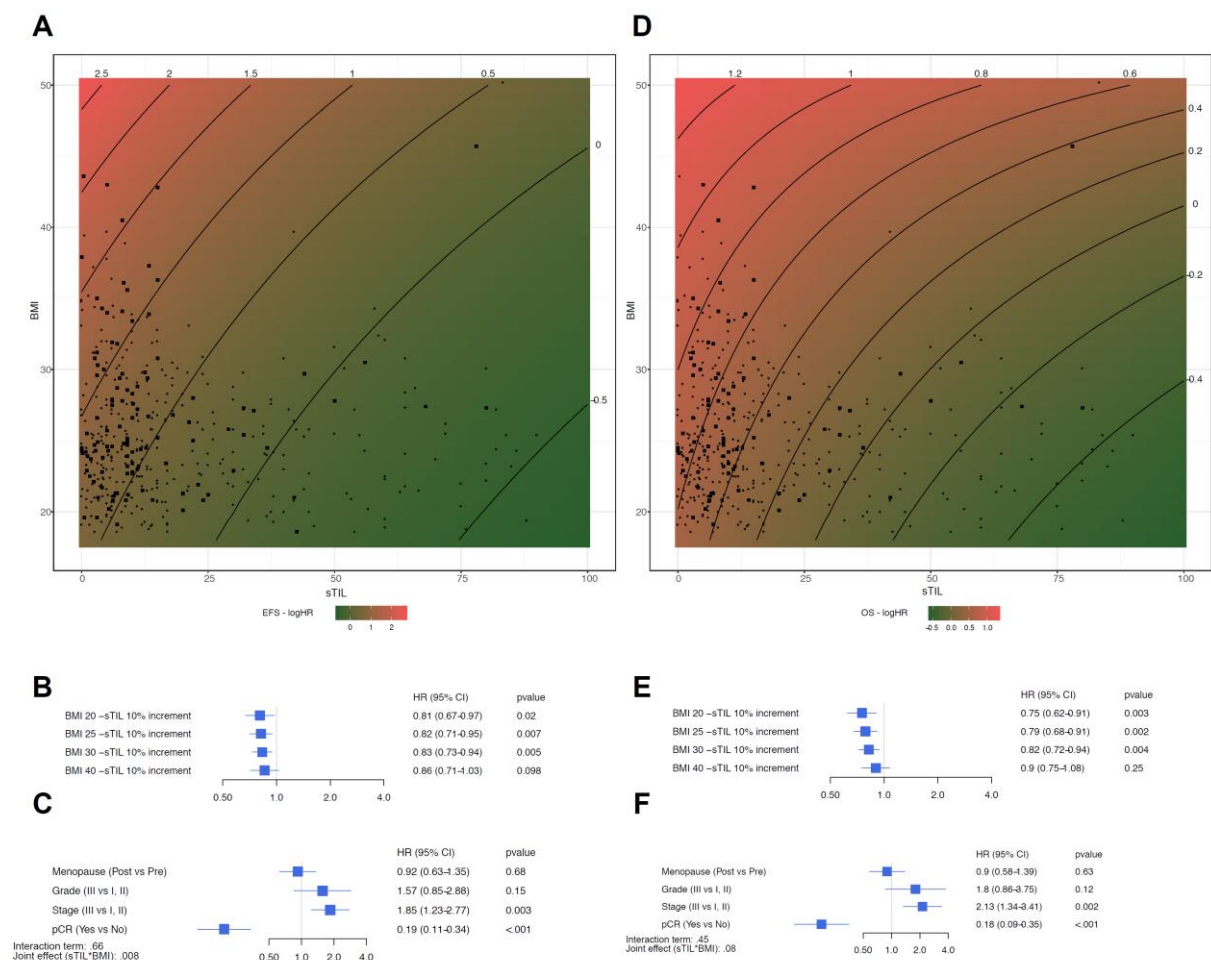 A
D
2.5 2 1.5 1 0.5
1.2 1 0.8 0.6
50
50
0.4
0.2
0
0
40
40
-0.2
BMI
BMI
30
30
-0.4
-0.5
20
20
0 25 50 75 100
0 25 50 75 100
sTIL
sTIL
EFS - logHR
0 1 2
OS - logHR
-0.5 0.0 0.5 1.0
B
HR (95% CI) pvalue
BMI 20 –sTIL 10% increment 0.81 (0.67-0.97) 0.02
BMI 25 –sTIL 10% increment 0.82 (0.71-0.95) 0.007
BMI 30 –sTIL 10% increment 0.83 (0.73-0.94) 0.005
BMI 40 –sTIL 10% increment 0.86 (0.71-1.03) 0.098
0.50 1.0 2.0 4.0
E
HR (95% CI) pvalue
BMI 20 –sTIL 10% increment 0.75 (0.62-0.91) 0.003
BMI 25 –sTIL 10% increment 0.79 (0.68-0.91) 0.002
BMI 30 –sTIL 10% increment 0.82 (0.72-0.94) 0.004
BMI 40 –sTIL 10% increment 0.9 (0.75-1.08) 0.25
0.50 1.0 2.0 4.0
C
HR (95% CI) pvalue
Menopause (Post vs Pre) 0.92 (0.63-1.35) 0.68
Grade (III vs I, II) 1.57 (0.85-2.88) 0.15
Stage (III vs I, II) 1.85 (1.23-2.77) 0.003
pCR (Yes vs No) 0.19 (0.11-0.34) <.001
Interaction term: .66
Joint effect (sTIL*BMI): .008
0.50 1.0 2.0 4.0
F
HR (95% CI) pvalue
Menopause (Post vs Pre) 0.9 (0.58-1.39) 0.63
Grade (III vs I, II) 1.8 (0.86-3.75) 0.12
Stage (III vs I, II) 2.13 (1.34-3.41) 0.002
pCR (Yes vs No) 0.18 (0.09-0.35) <.001
Interaction term: .45
Joint effect (sTIL*BMI): .08
0.50 1.0 2.0 4.0